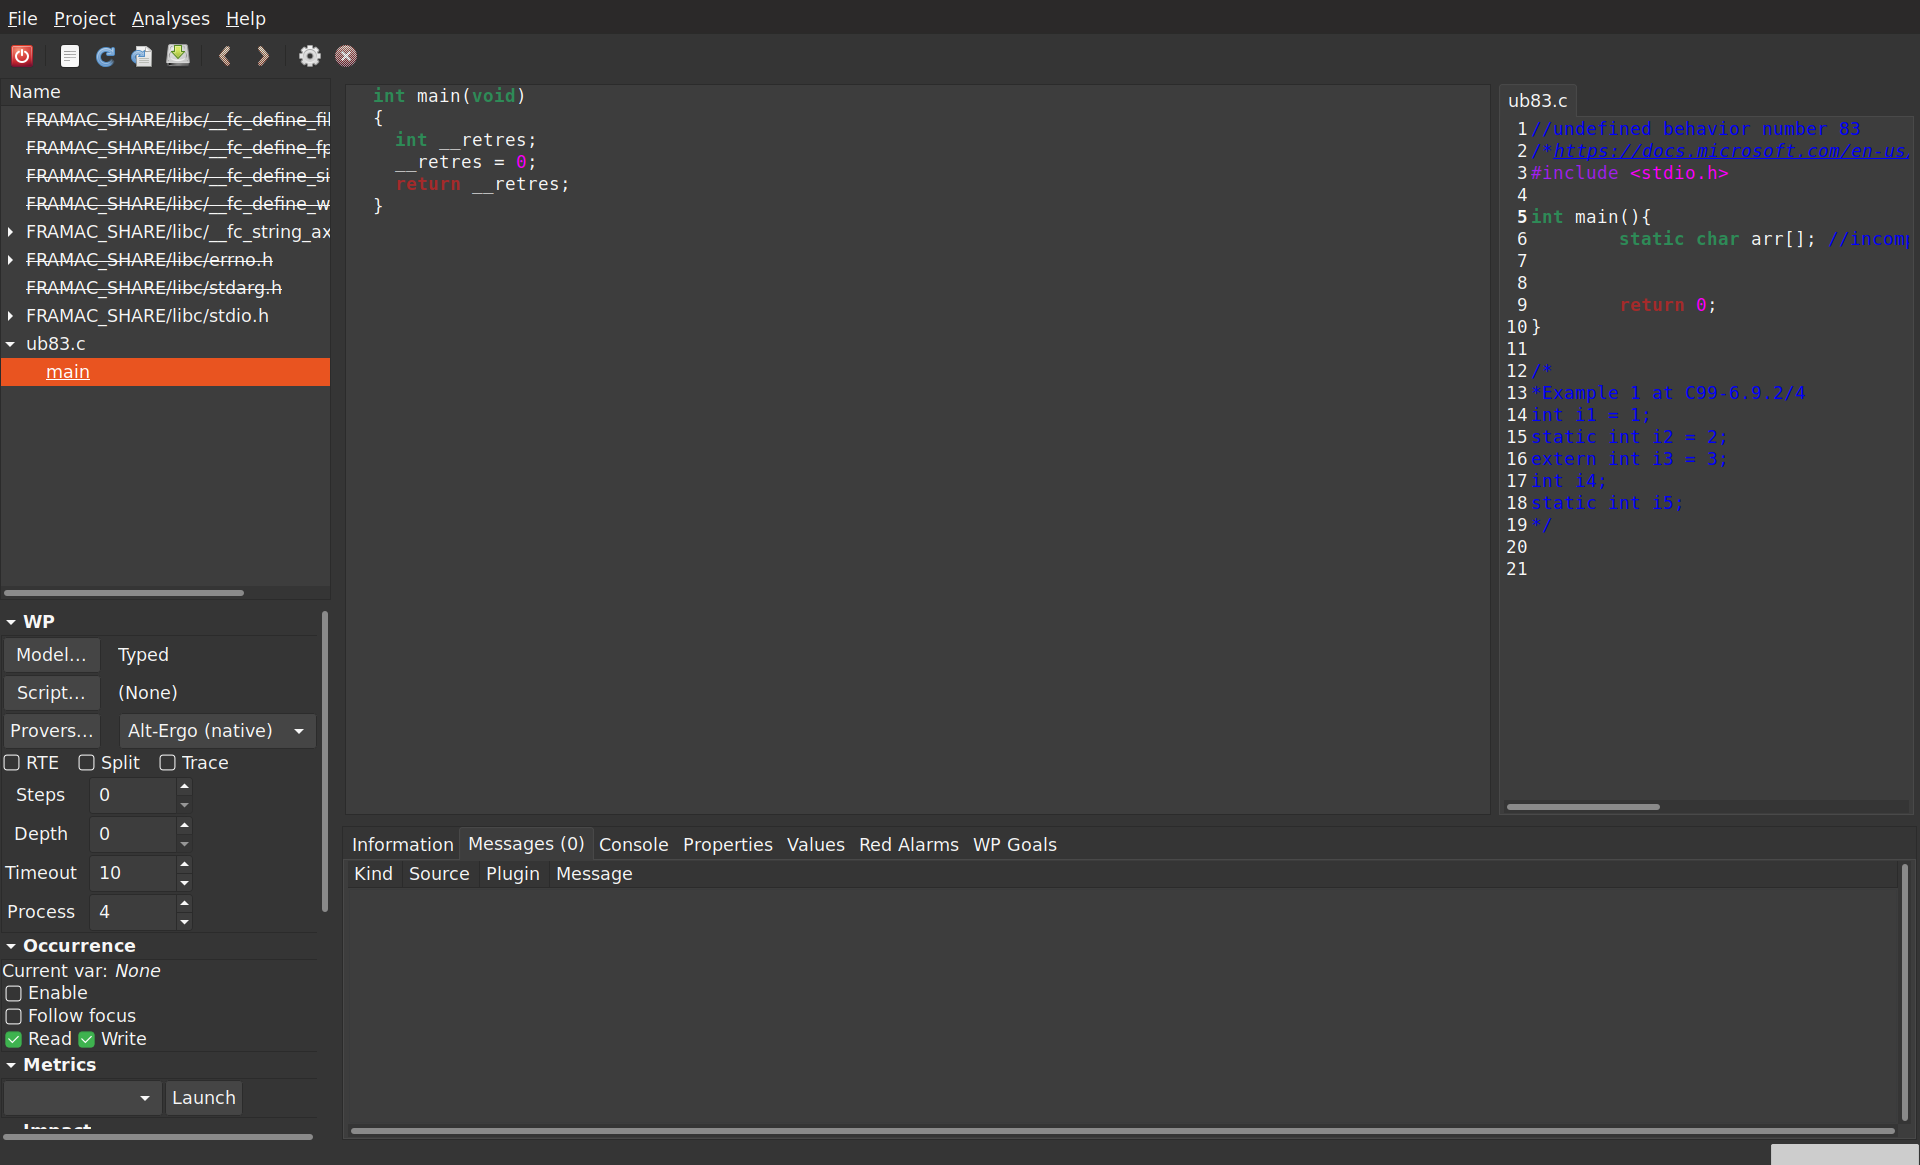 File Project Analyses Help
Name
FRAMAC_SHARE/libc/__fc_define_fil
FRAMAC_SHARE/libc/__fc_define_fp
FRAMAC_SHARE/libc/__fc_define_si
FRAMAC_SHARE/libc/__fc_define_w
FRAMAC_SHARE/libc/__fc_string_ax
FRAMAC_SHARE/libc/errno.h
FRAMAC_SHARE/libc/stdarg.h
FRAMAC_SHARE/libc/stdio.h
ub83.c
main
WP
Model... Typed
Script... (None)
Provers... Alt-Ergo (native)
RTE Split Trace
Steps 0
Depth 0
Timeout 10
Process 4
Occurrence
Current var: None
Enable
Follow focus
Read Write
Metrics
Launch
Impact
int main(void)
{
int __retres;
__retres = 0;
return __retres;
}
ub83.c
1 //undefined behavior number 83
2 /*https://docs.microsoft.com/en-us/
3 #include <stdio.h>
4
5 int main(){
6 static char arr[]; //incomp
7
8
9 return 0;
10 }
11
12 /*
13 *Example 1 at C99-6.9.2/4
14 int i1 = 1;
15 static int i2 = 2;
16 extern int i3 = 3;
17 int i4;
18 static int i5;
19 */
20
21
Information Messages (0) Console Properties Values Red Alarms WP Goals
Kind Source Plugin Message